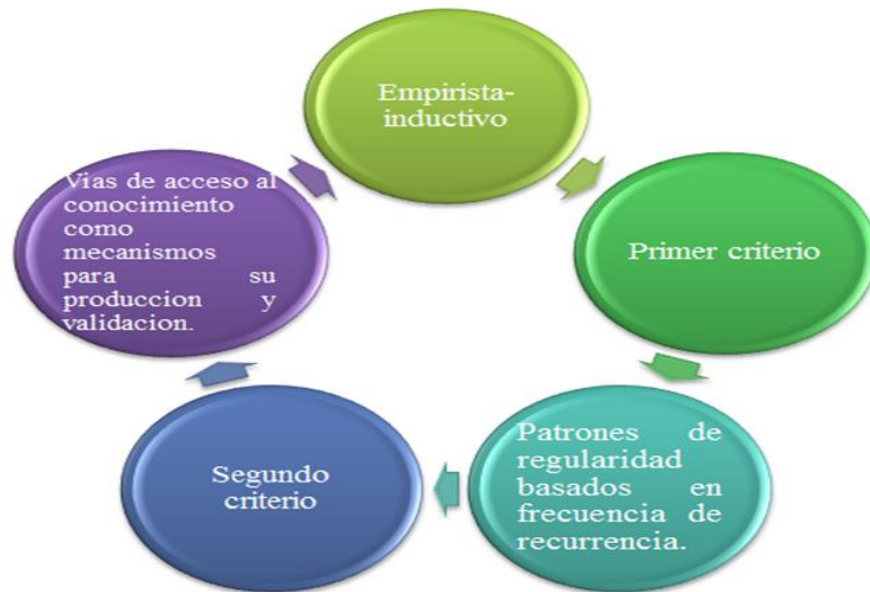 Empirista-
inductivo
Primer criterio
Patrones de
regularidad
basados en
frecuencia de
recurrencia.
Segundo
criterio
Vias de acceso al
conocimiento
como
mecanismos
para su
produccion y
validacion.